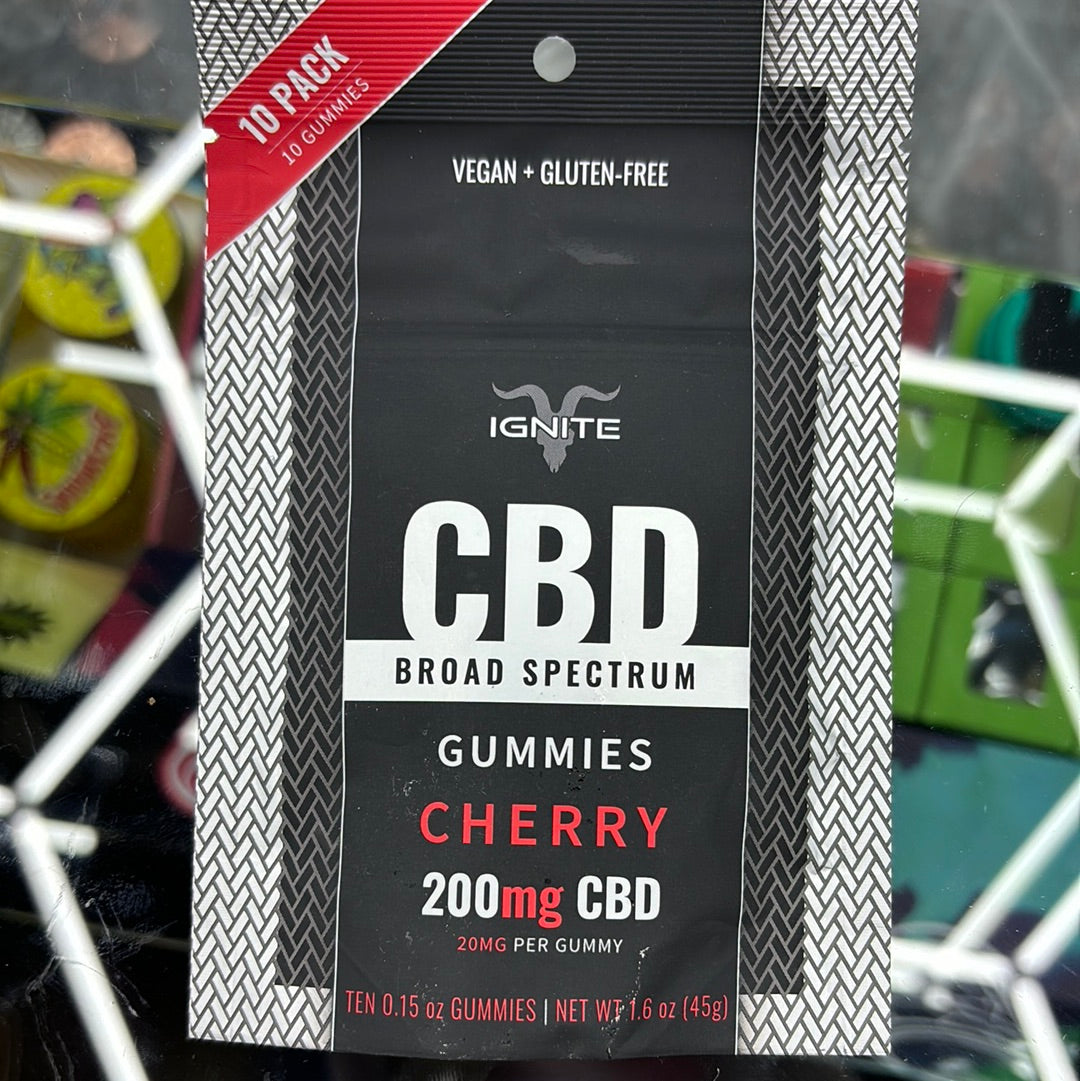 10 PACK
10 GUMMIES
VEGAN + GLUTEN-FREE
IGNITE
CBD
BROAD SPECTRUM
GUMMIES
CHERRY
200mg CBD
20MG PER GUMMY
TEN 0.15 oz GUMMIES | NET WT 1.6 oz (45g)